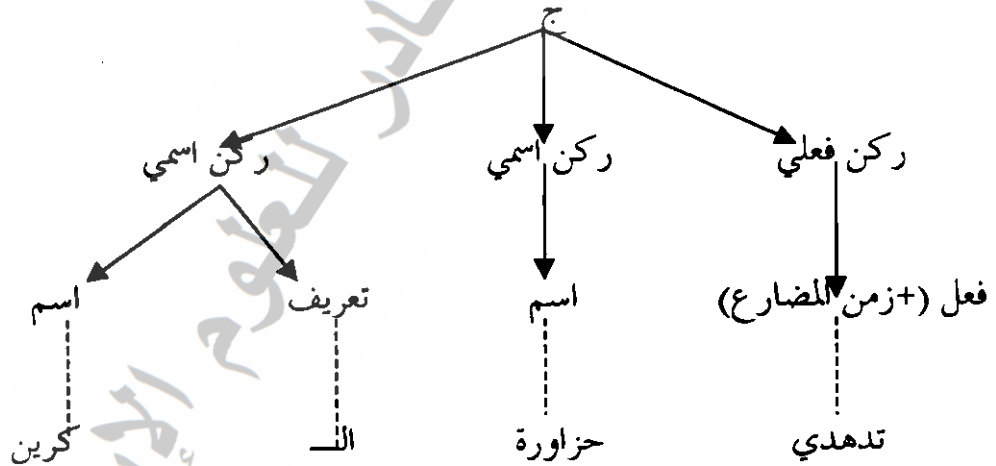 ج
ركن فعلي ركن اسمي ركن اسمي
فعل (+زمن المضارع) اسم تعريف اسم
تدهدي حزاورة الـ كرين